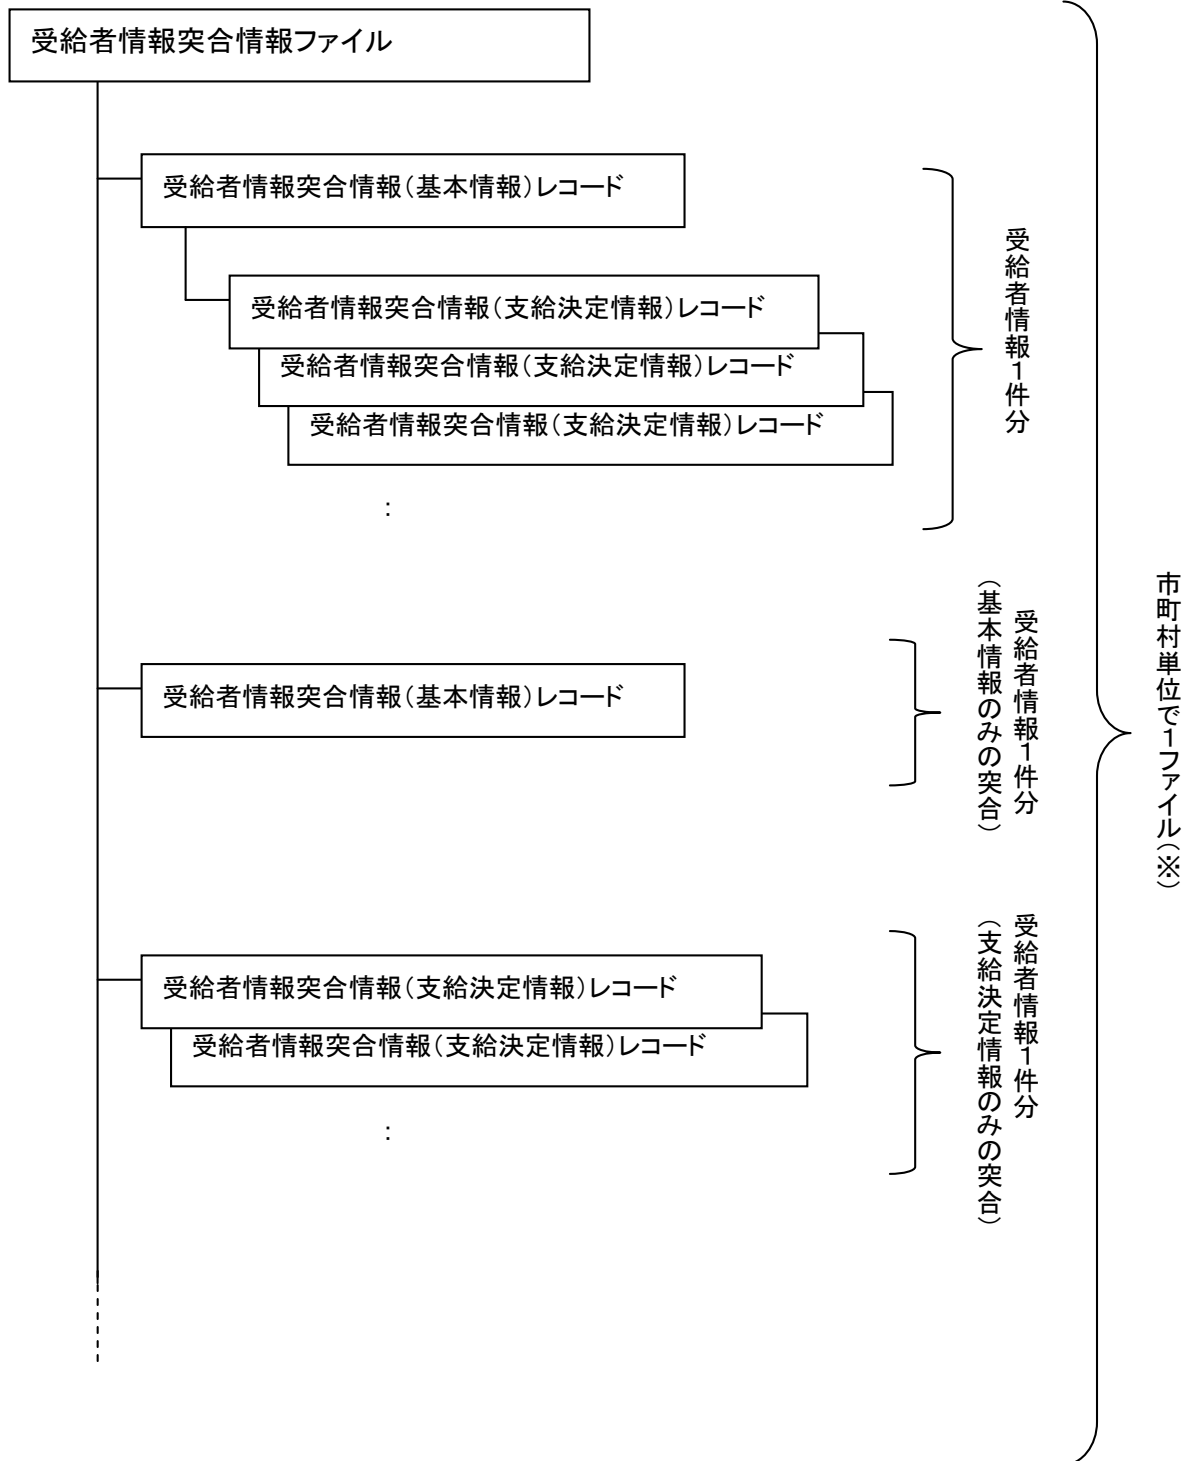 受給者情報突合情報ファイル
受給者情報突合情報（基本情報）レコード
受給者情報突合情報（支給決定情報）レコード
受給者情報突合情報（支給決定情報）レコード
受給者情報突合情報（支給決定情報）レコード
：
受給者情報１件分
受給者情報突合情報（基本情報）レコード
受給者情報１件分
（基本情報のみの突合）
受給者情報突合情報（支給決定情報）レコード
受給者情報突合情報（支給決定情報）レコード
：
受給者情報１件分
（支給決定情報のみの突合）
市町村単位で１ファイル（※）